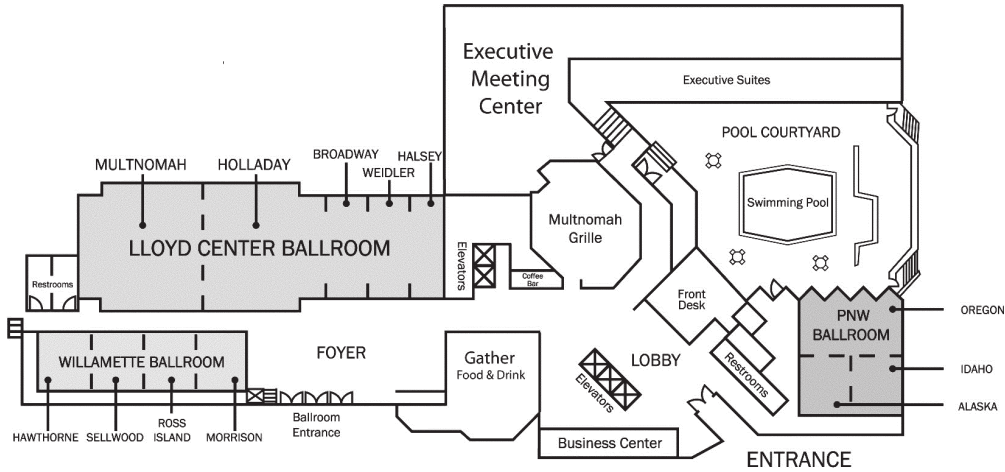 Executive
Meeting
Center
Executive Suites
POOL COURTYARD
MULTNOMAH
HOLLADAY
BROADWAY
WEIDLER
HALSEY
Swimming Pool
Multnomah
Grille
LLOYD CENTER BALLROOM
Elevators
Coffee
Bar
Restrooms
Front
Desk
PNW
BALLROOM
OREGON
WILLAMETTE BALLROOM
FOYER
Gather
Food & Drink
LOBBY
Elevators
Restrooms
IDAHO
ALASKA
HAWTHORNE
SELLWOOD
ROSS
ISLAND
MORRISON
Ballroom
Entrance
Business Center
ENTRANCE